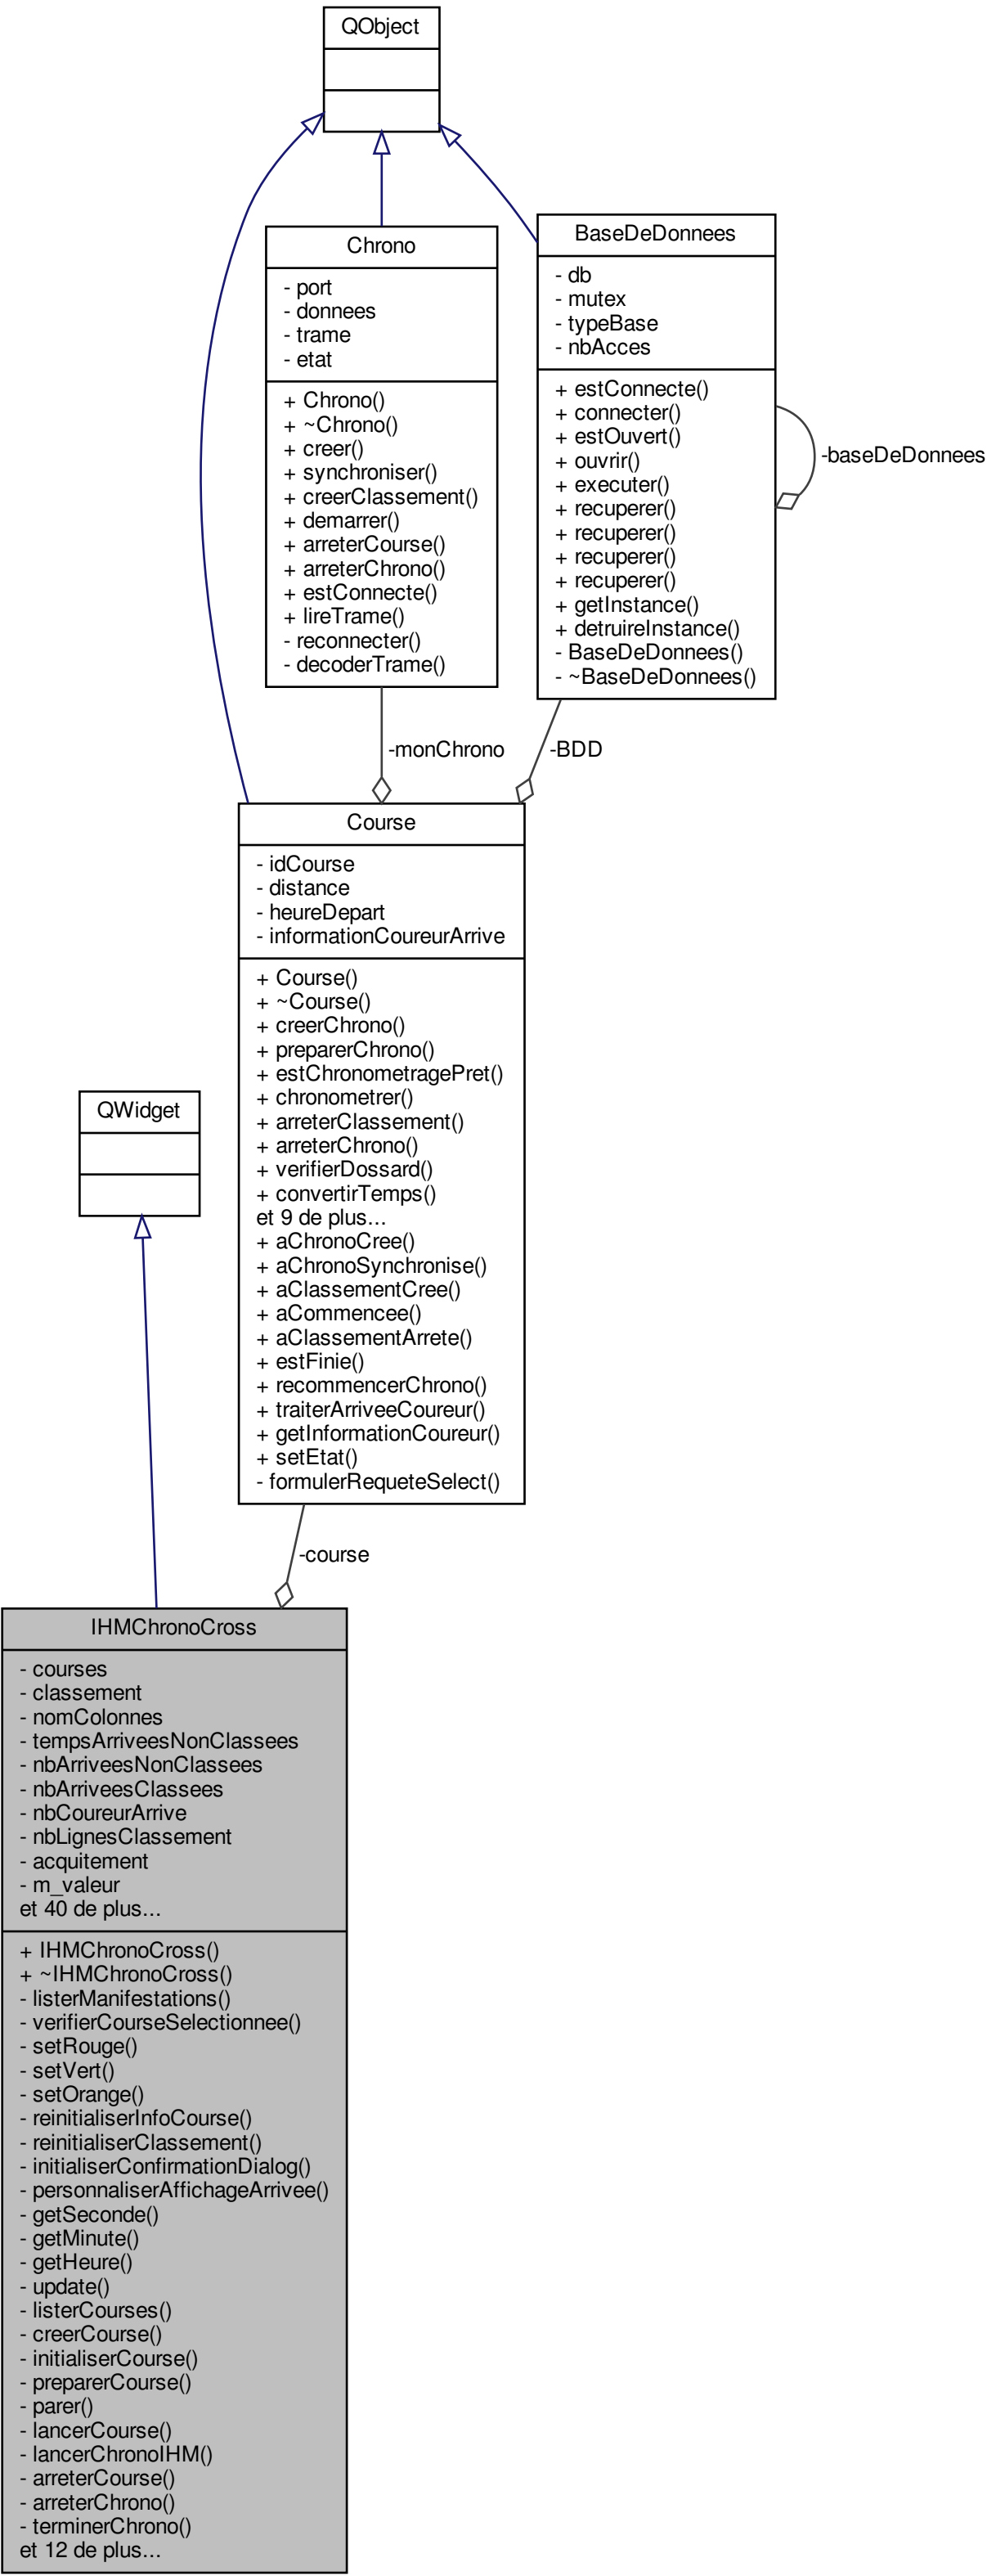 QObject
Chrono
- port
- donnees
- trame
- etat
+ Chrono()
+ ~Chrono()
+ creer()
+ synchroniser()
+ creerClassement()
+ demarrer()
+ arreterCourse()
+ arreterChrono()
+ estConnecte()
+ lireTrame()
- reconnecter()
- decoderTrame()
BaseDeDonnees
- db
- mutex
- typeBase
- nbAcces
+ estConnecte()
+ connecter()
+ estOuvert()
+ ouvrir()
+ executer()
+ recuperer()
+ recuperer()
+ recuperer()
+ recuperer()
+ getInstance()
+ detruireInstance()
- BaseDeDonnees()
- ~BaseDeDonnees()
-baseDeDonnees
-monChrono
-BDD
Course
- idCourse
- distance
- heureDepart
- informationCoureurArrive
+ Course()
+ ~Course()
+ creerChrono()
+ preparerChrono()
+ estChronometragePret()
+ chronometrer()
+ arreterClassement()
+ arreterChrono()
+ verifierDossard()
+ convertirTemps()
et 9 de plus...
+ aChronoCree()
+ aChronoSynchronise()
+ aClassementCree()
+ aCommencee()
+ aClassementArrete()
+ estFinie()
+ recommencerChrono()
+ traiterArriveeCoureur()
+ getInformationCoureur()
+ setEtat()
- formulerRequeteSelect()
QWidget
-course
IHMChronoCross
- courses
- classement
- nomColonnes
- tempsArriveesNonClassees
- nbArriveesNonClassees
- nbArriveesClassees
- nbCoureurArrive
- nbLignesClassement
- acquitement
- m_valeur
et 40 de plus...
+ IHMChronoCross()
+ ~IHMChronoCross()
- listerManifestations()
- verifierCourseSelectionnee()
- setRouge()
- setVert()
- setOrange()
- reinitialiserInfoCourse()
- reinitialiserClassement()
- initialiserConfirmationDialog()
- personnaliserAffichageArrivee()
- getSeconde()
- getMinute()
- getHeure()
- update()
- listerCourses()
- creerCourse()
- initialiserCourse()
- preparerCourse()
- parer()
- lancerCourse()
- lancerChronoIHM()
- arreterCourse()
- arreterChrono()
- terminerChrono()
et 12 de plus...